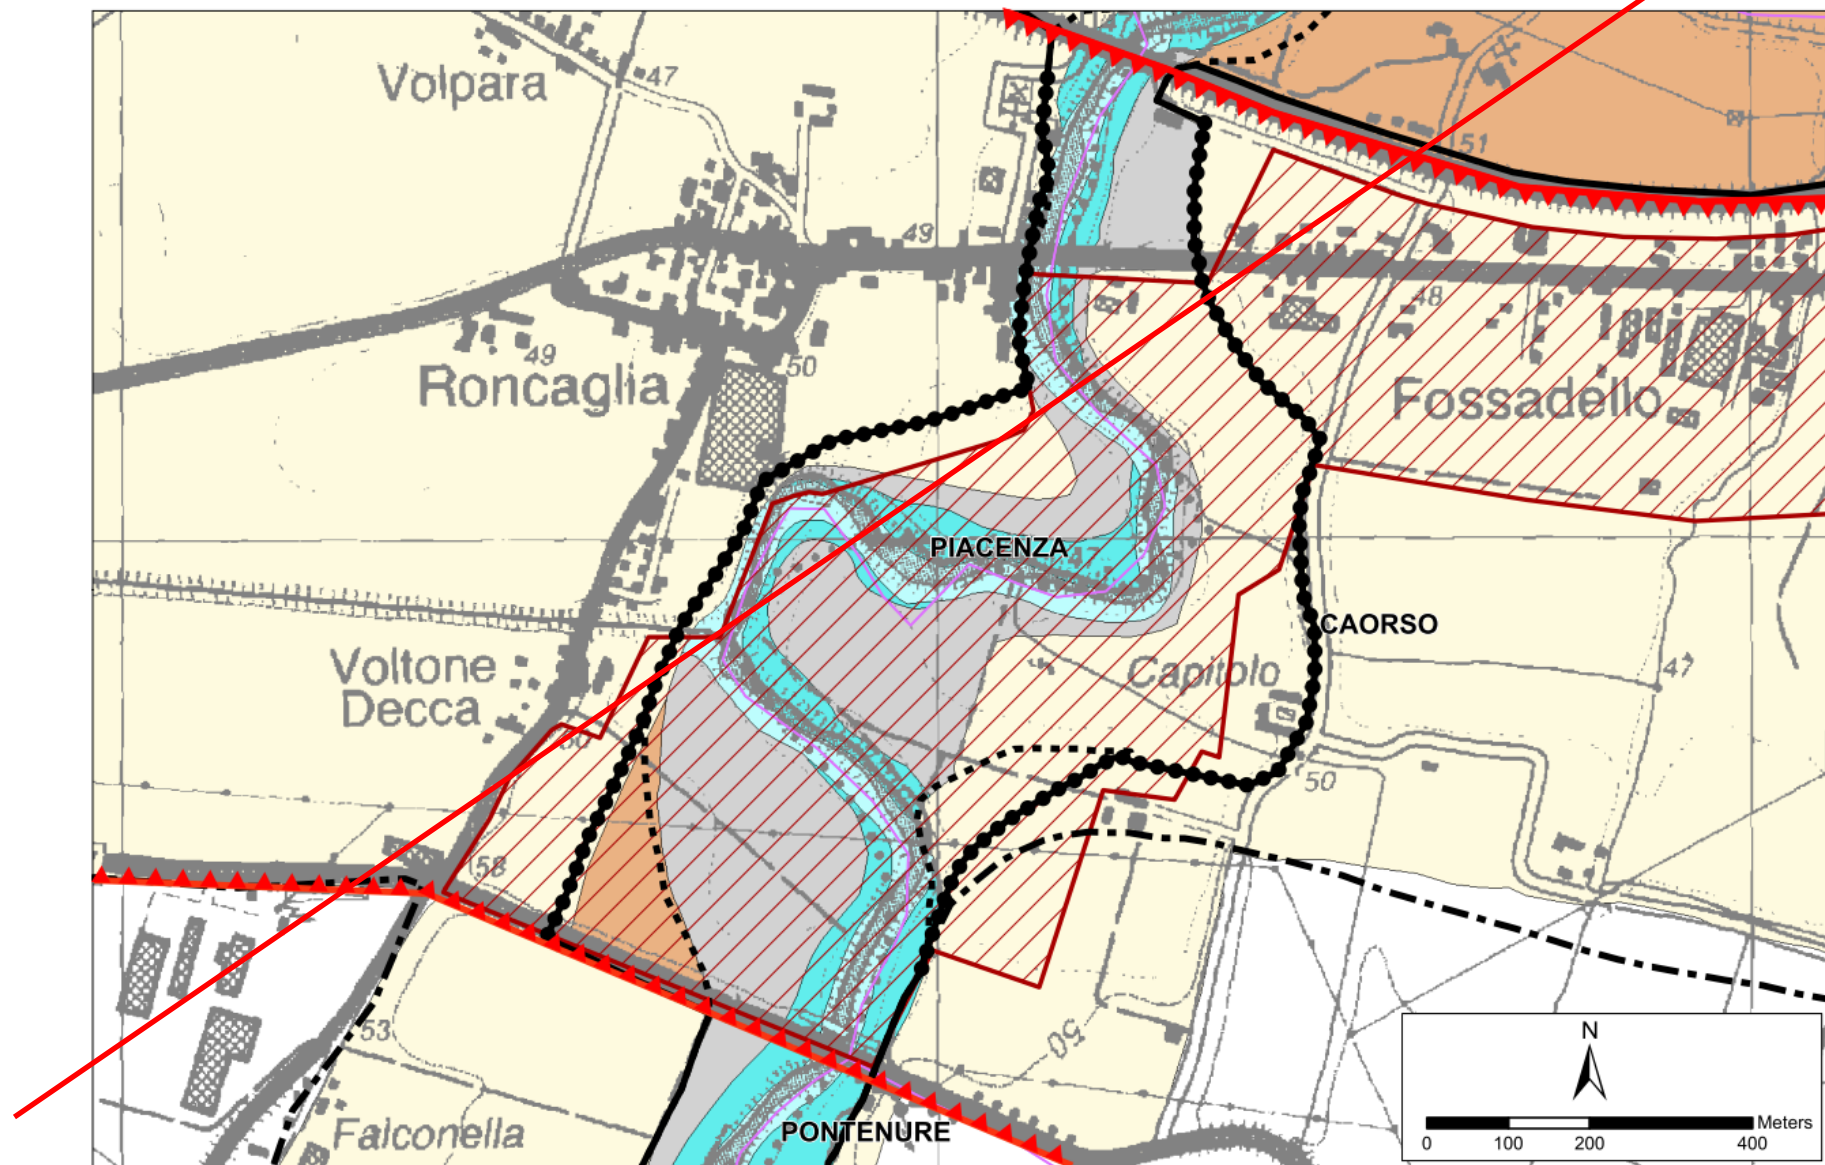 Volpara
47
51
49
48
49
50
Roncaglia
Fossadello
PIACENZA
CAORSO
Voltone
Decca
Capitolo
47
50
58
53
50
Falconella
PONTENURE
N
Meters
0 100 200 400